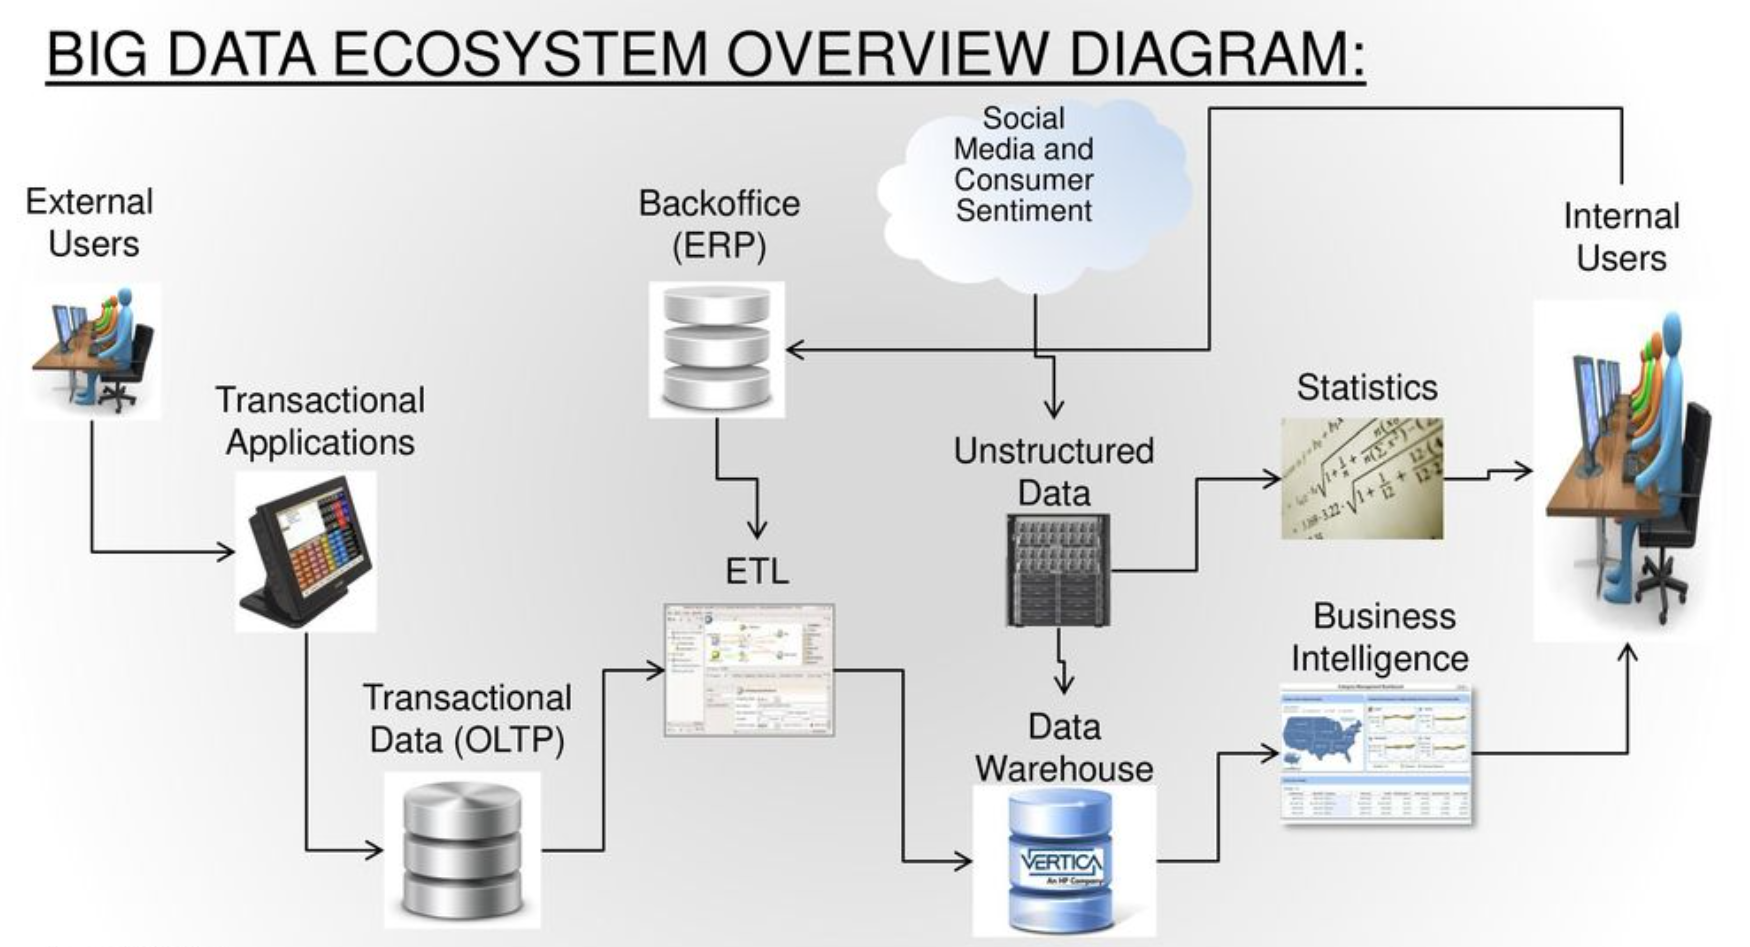 BIG DATA ECOSYSTEM OVERVIEW DIAGRAM:
Social
Media and
Consumer
Sentiment
External
Users
Backoffice
(ERP)
Internal
Users
Transactional
Applications
Statistics
Unstructured
Data
ETL
Business
Intelligence
Transactional
Data (OLTP)
Data
Warehouse
VERTICA
An HP Company